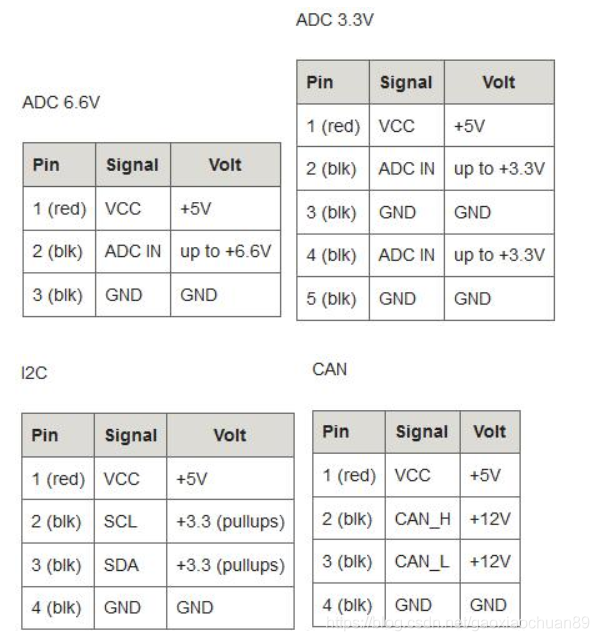 ADC 6.6V
Pin Signal Volt
1 (red) VCC +5V
2 (blk) ADC IN up to +6.6V
3 (blk) GND GND
ADC 3.3V
Pin Signal Volt
1 (red) VCC +5V
2 (blk) ADC IN up to +3.3V
3 (blk) GND GND
4 (blk) ADC IN up to +3.3V
5 (blk) GND GND
I2C
Pin Signal Volt
1 (red) VCC +5V
2 (blk) SCL +3.3 (pullups)
3 (blk) SDA +3.3 (pullups)
4 (blk) GND GND
CAN
Pin Signal Volt
1 (red) VCC +5V
2 (blk) CAN_H +12V
3 (blk) CAN_L +12V
4 (blk) GND GND
https://blog.csdn.net/gaoxiaochuan89